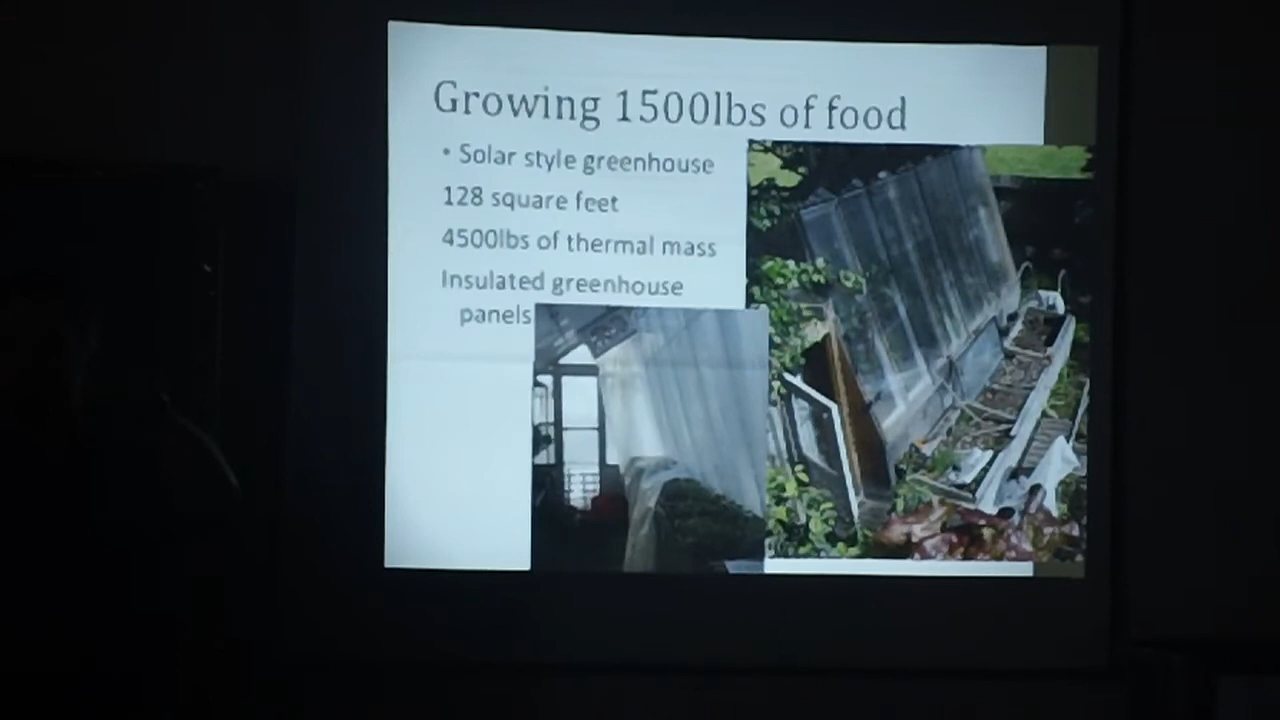 Growing 1500lbs of food
• Solar style greenhouse
128 square feet
4500lbs of thermal mass
Insulated greenhouse
panels